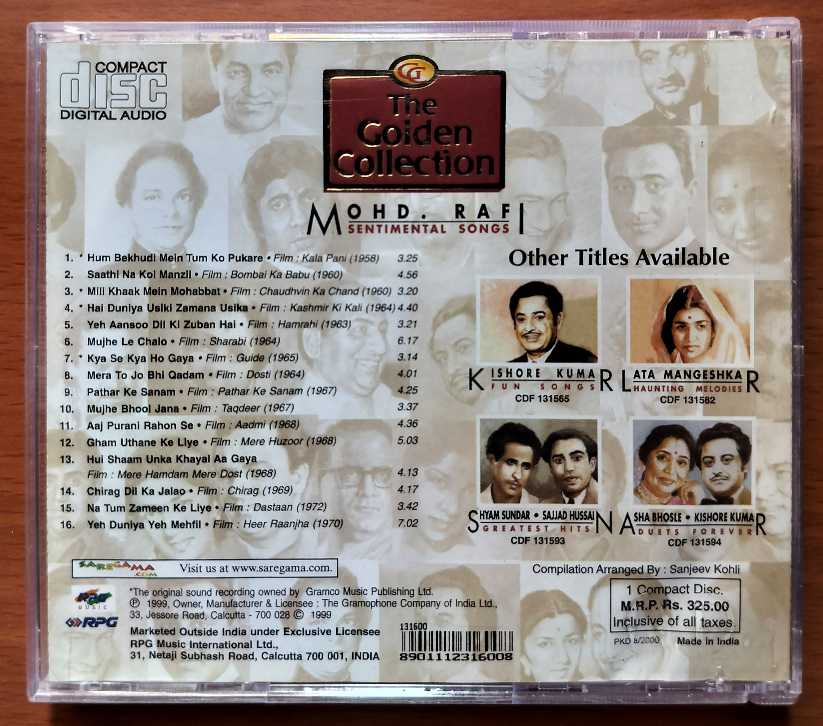 COMPACT
disc
DIGITAL AUDIO
GC
The
Golden
Collection
MOHD. RAFI
SENTIMENTAL SONGS
1. * Hum Bekhudi Mein Tum Ko Pukare • Film : Kala Pani (1958) 3.25
2. Saathi Na Koi Manzil • Film : Bombai Ka Babu (1960) 4.56
3. * Mili Khaak Mein Mohabbat • Film : Chaudhvin Ka Chand (1960) 3.20
4. * Hai Duniya Usiki Zamana Usika • Film : Kashmir Ki Kali (1964) 4.40
5. Yeh Aansoo Dil Ki Zuban Hai • Film : Hamrahi (1963) 3.21
6. Mujhe Le Chalo • Film : Sharabi (1964) 6.17
7. * Kya Se Kya Ho Gaya • Film : Guide (1965) 3.14
8. Mera To Jo Bhi Qadam • Film : Dosti (1964) 4.01
9. Pathar Ke Sanam • Film : Pathar Ke Sanam (1967) 4.25
10. Mujhe Bhool Jana • Film : Taqdeer (1967) 3.37
11. Aaj Purani Rahon Se • Film : Aadmi (1968) 4.36
12. Gham Uthane Ke Liye • Film : Mere Huzoor (1968) 5.03
13. Hui Shaam Unka Khayal Aa Gaya
Film : Mere Hamdam Mere Dost (1968) 4.13
14. Chirag Dil Ka Jalao • Film : Chirag (1969) 4.17
15. Na Tum Zameen Ke Liye • Film : Dastaan (1972) 3.42
16. Yeh Duniya Yeh Mehfil • Film : Heer Raanjha (1970) 7.02
Other Titles Available
KISHORE KUMAR
FUN SONGS
CDF 131565
LATA MANGESHKAR
HAUNTING MELODIES
CDF 131582
SHYAM SUNDAR • SAJJAD HUSSAIN
GREATEST HITS
CDF 131593
ASHA BHOSLE • KISHORE KUMAR
DUETS FOREVER
CDF 131594
SAREGAMA
.COM
Visit us at www.saregama.com
Compilation Arranged By : Sanjeev Kohli
MUSIC
RPG
*The original sound recording owned by Gramco Music Publishing Ltd.
℗ 1999, Owner, Manufacturer & Licensee : The Gramophone Company of India Ltd.,
33, Jessore Road, Calcutta - 700 028 © 1999
Marketed Outside India under Exclusive Licensee
RPG Music International Ltd.,
31, Netaji Subhash Road, Calcutta 700 001, INDIA
131600
8901112316008
1 Compact Disc.
M.R.P. Rs. 325.00
Inclusive of all taxes.
PKD 8/2000
Made in India